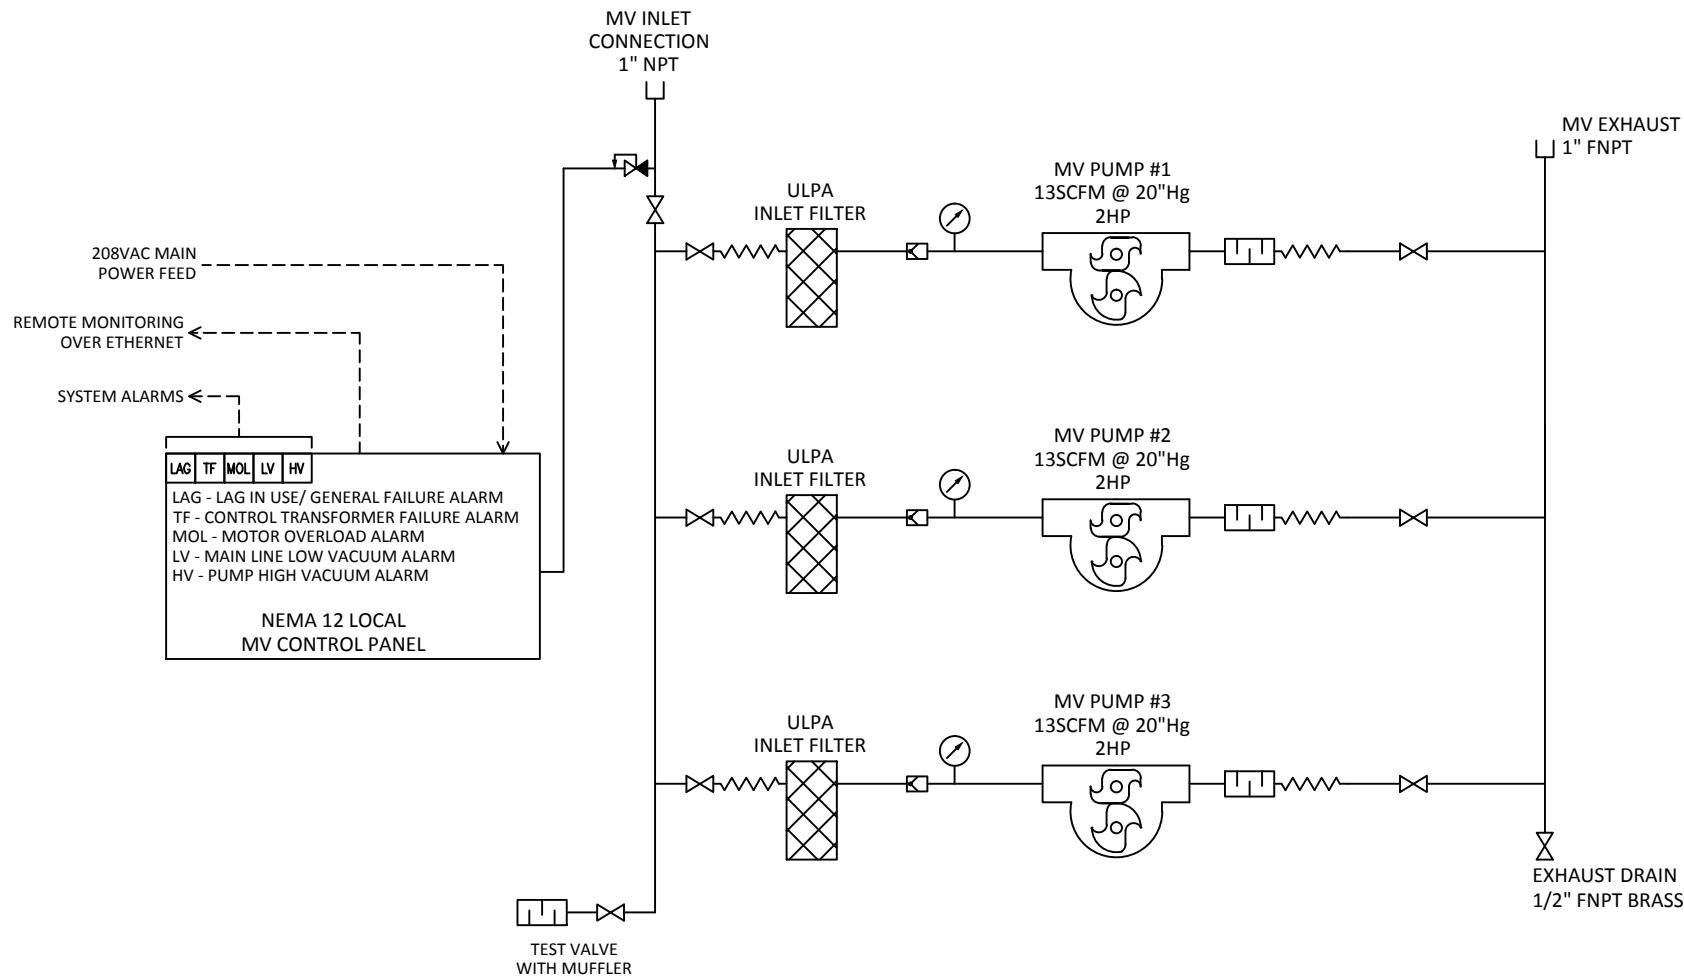 MV INLET
CONNECTION
1" NPT
MV EXHAUST
1" FNPT
MV PUMP #1
13SCFM @ 20"Hg
2HP
ULPA
INLET FILTER
208VAC MAIN
POWER FEED
REMOTE MONITORING
OVER ETHERNET
SYSTEM ALARMS
LAG TF MOL LV HV
LAG - LAG IN USE/ GENERAL FAILURE ALARM
TF - CONTROL TRANSFORMER FAILURE ALARM
MOL - MOTOR OVERLOAD ALARM
LV - MAIN LINE LOW VACUUM ALARM
HV - PUMP HIGH VACUUM ALARM
NEMA 12 LOCAL
MV CONTROL PANEL
MV PUMP #2
13SCFM @ 20"Hg
2HP
ULPA
INLET FILTER
MV PUMP #3
13SCFM @ 20"Hg
2HP
ULPA
INLET FILTER
EXHAUST DRAIN
1/2" FNPT BRASS
TEST VALVE
WITH MUFFLER